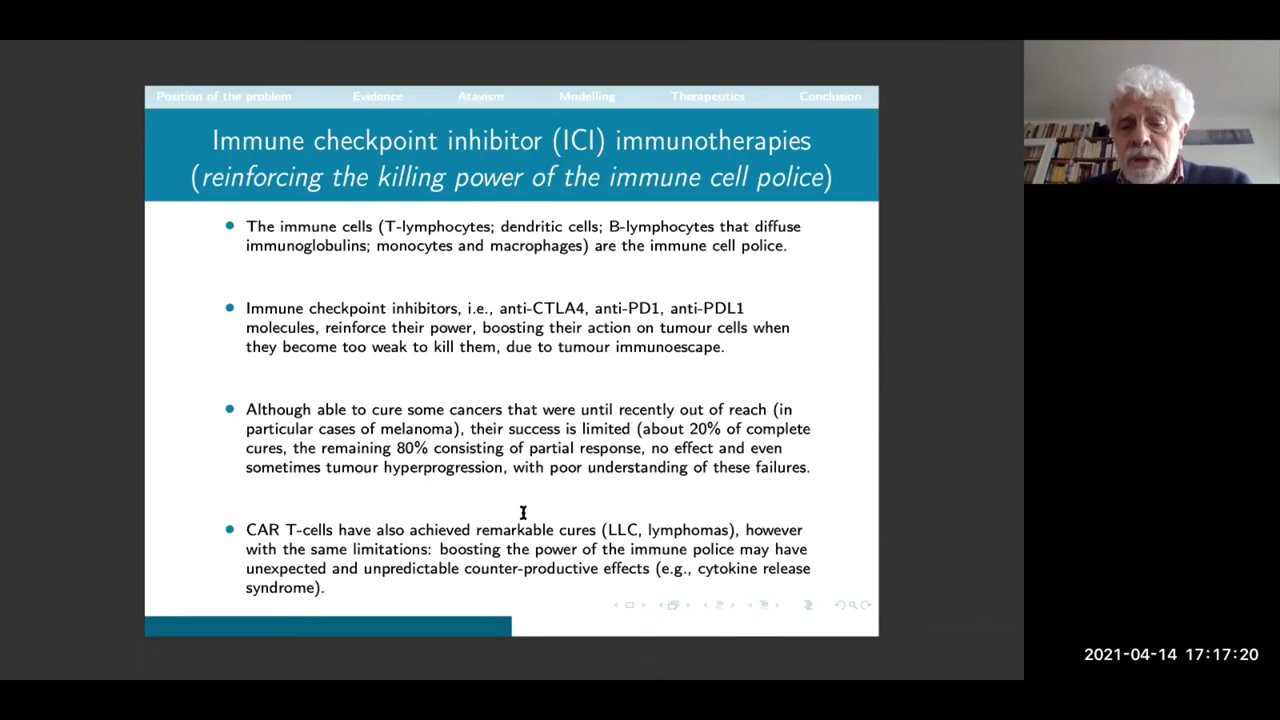 Position of the problem Evidence Atavism Modelling Therapeutics Conclusion
Immune checkpoint inhibitor (ICI) immunotherapies
(reinforcing the killing power of the immune cell police)
The immune cells (T-lymphocytes; dendritic cells; B-lymphocytes that diffuse
immunoglobulins; monocytes and macrophages) are the immune cell police.
Immune checkpoint inhibitors, i.e., anti-CTLA4, anti-PD1, anti-PDL1
molecules, reinforce their power, boosting their action on tumour cells when
they become too weak to kill them, due to tumour immunoescape.
Although able to cure some cancers that were until recently out of reach (in
particular cases of melanoma), their success is limited (about 20% of complete
cures, the remaining 80% consisting of partial response, no effect and even
sometimes tumour hyperprogression, with poor understanding of these failures.
CAR T-cells have also achieved remarkable cures (LLC, lymphomas), however
with the same limitations: boosting the power of the immune police may have
unexpected and unpredictable counter-productive effects (e.g., cytokine release
syndrome).
2021-04-14 17:17:20